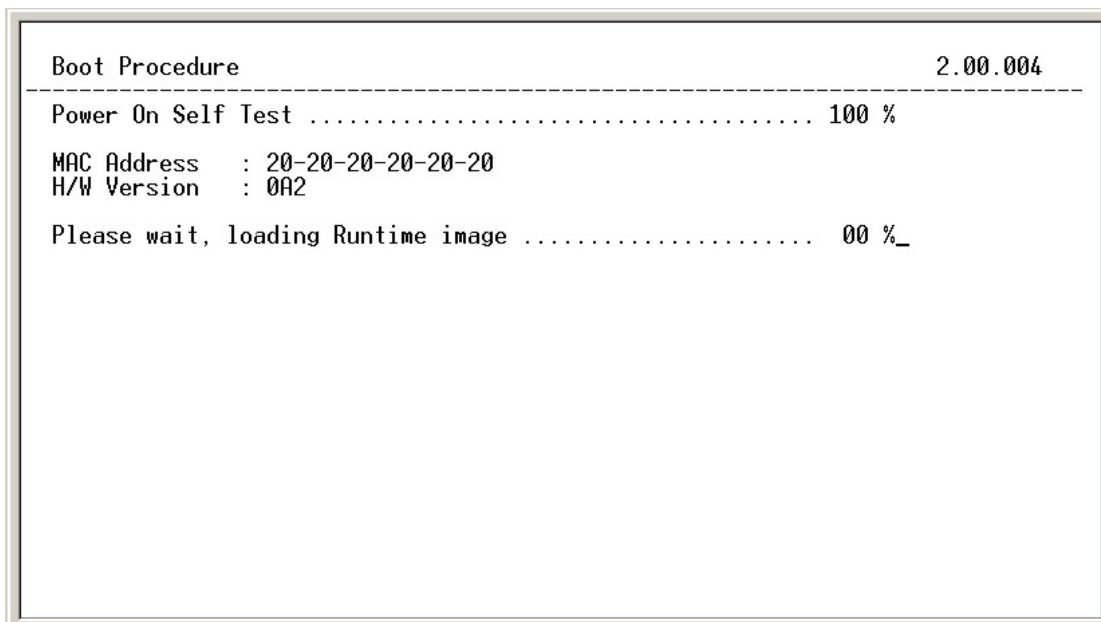 Boot Procedure 2.00.004
--------------------------------------------------------------------------------
Power On Self Test ...................................... 100 %
MAC Address : 20-20-20-20-20-20
H/W Version : 0A2
Please wait, loading Runtime image ...................... 00 %_